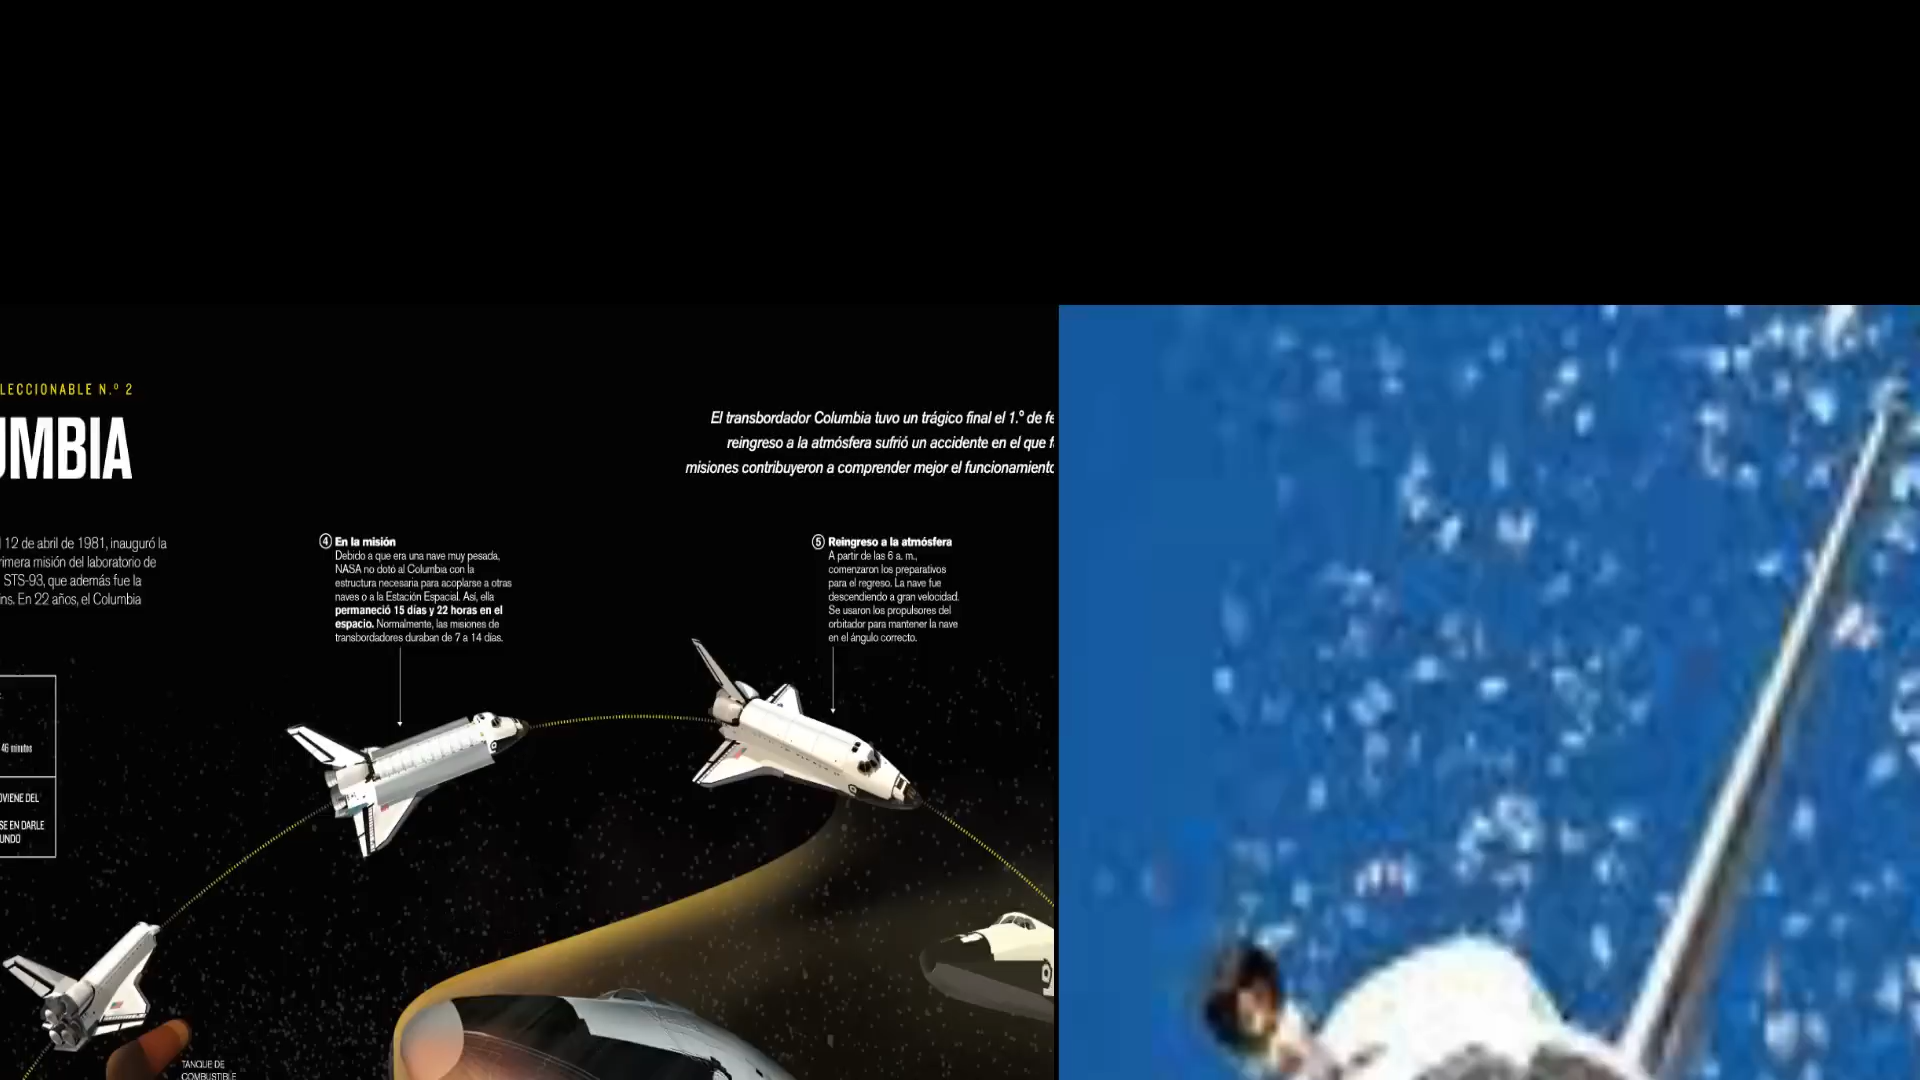 LECCIONABLE N.º 2
UMBIA
El transbordador Columbia tuvo un trágico final el 1.° de fe
reingreso a la atmósfera sufrió un accidente en el que f
misiones contribuyeron a comprender mejor el funcionamiento
12 de abril de 1981, inauguró la
rimera misión del laboratorio de
STS-93, que además fue la
ins. En 22 años, el Columbia
4 En la misión
Debido a que era una nave muy pesada,
NASA no dotó al Columbia con la
estructura necesaria para acoplarse a otras
naves o a la Estación Espacial. Así, ella
permaneció 15 días y 22 horas en el
espacio. Normalmente, las misiones de
transbordadores duraban de 7 a 14 días.
5 Reingreso a la atmósfera
A partir de las 6 a. m.,
comenzaron los preparativos
para el regreso. La nave fue
descendiendo a gran velocidad.
Se usaron los propulsores del
orbitador para mantener la nave
en el ángulo correcto.
46 minutos
OVIENE DEL
SE EN DARLE
UNDO
TANQUE DE
COMBUSTIBLE